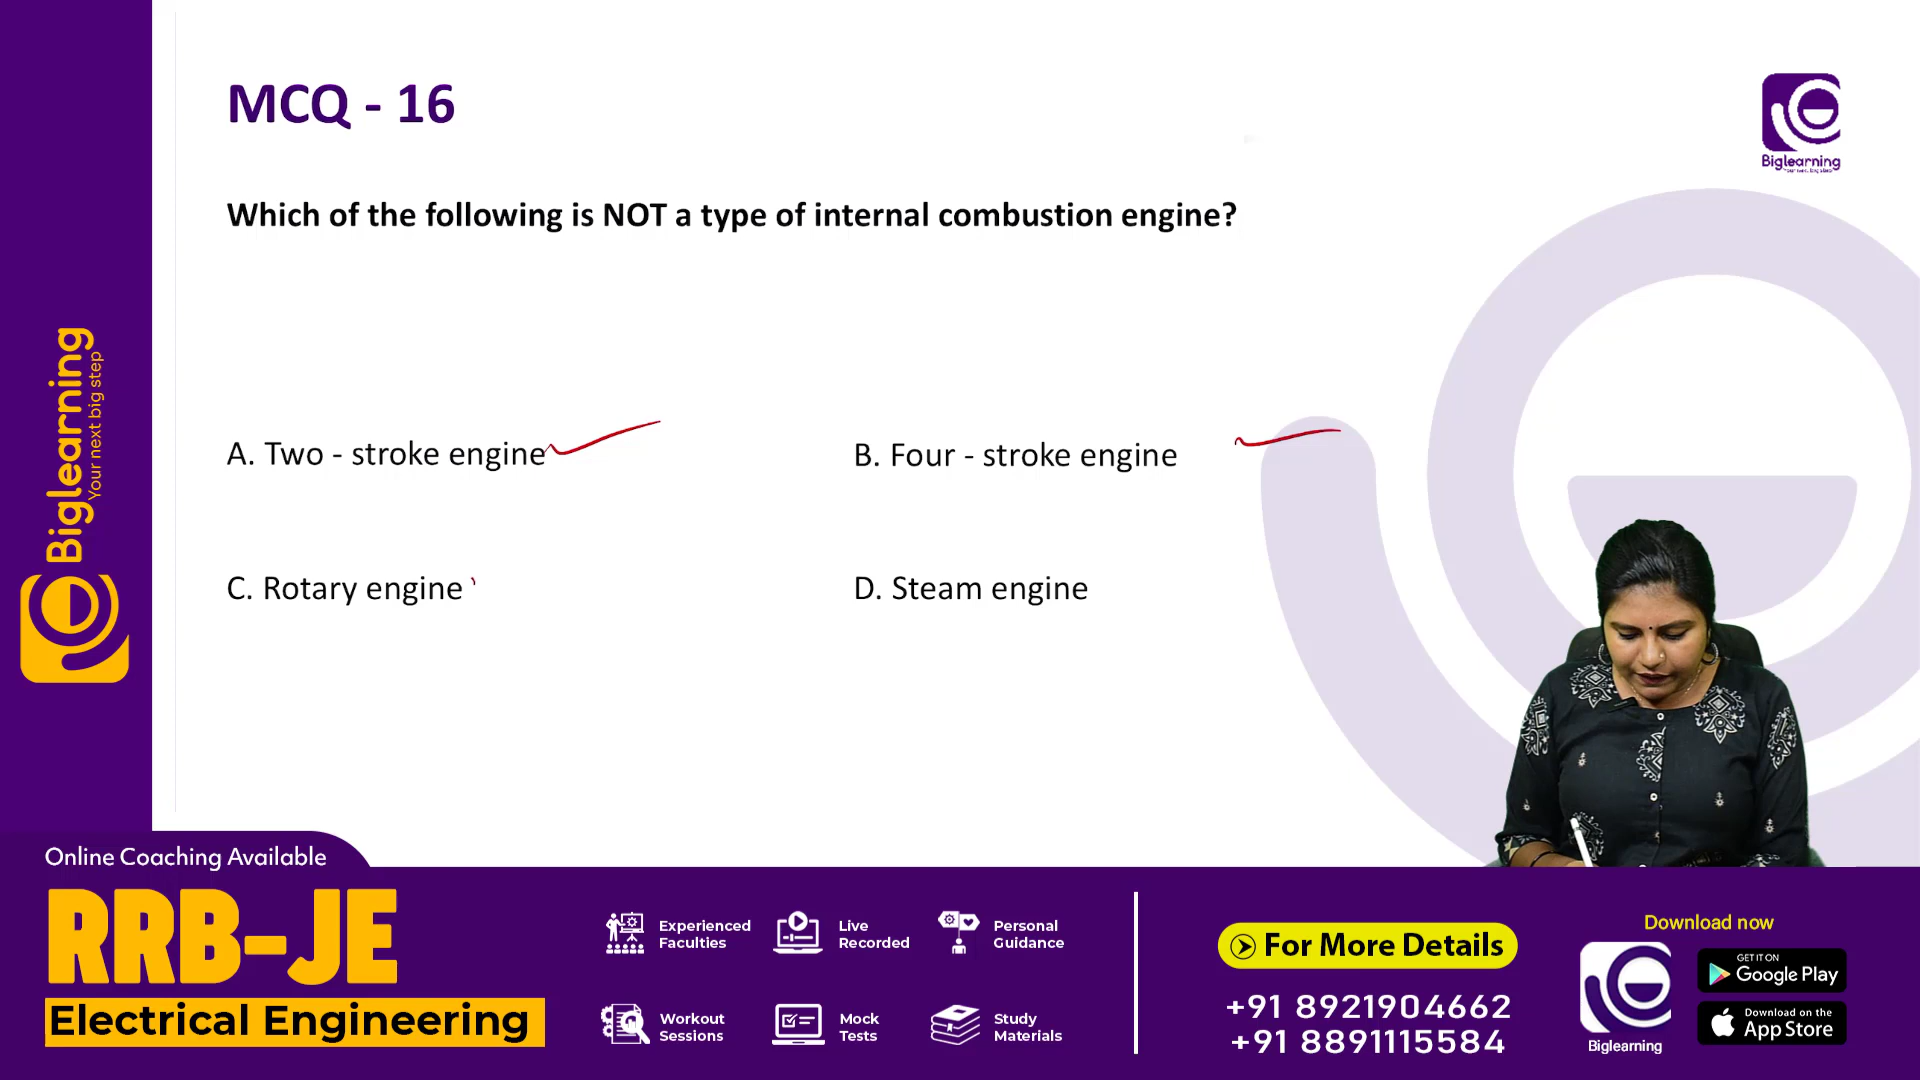 MCQ - 16
Biglearning
Which of the following is NOT a type of internal combustion engine?
A. Two - stroke engine
B. Four - stroke engine
C. Rotary engine
D. Steam engine
Biglearning
Your next big step
Online Coaching Available
RRB-JE
Electrical Engineering
Experienced
Faculties
Live
Recorded
Personal
Guidance
Workout
Sessions
Mock
Tests
Study
Materials
For More Details
+91 8921904662
+91 8891115584
Download now
Biglearning
GET IT ON
Google Play
Download on the
App Store